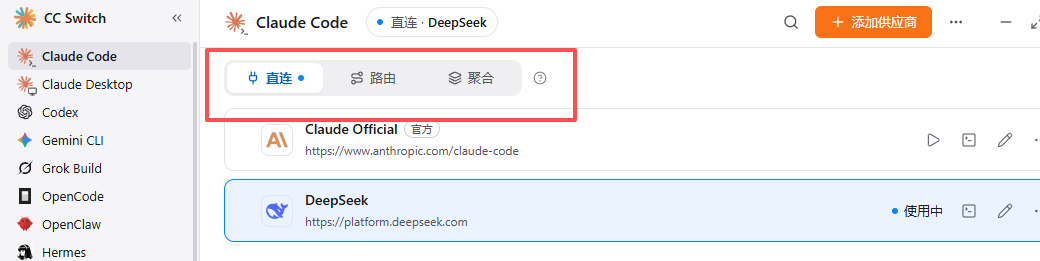 CC Switch
Claude Code
Claude Desktop
Codex
Gemini CLI
Grok Build
OpenCode
OpenClaw
Hermes
Claude Code
直连 · DeepSeek
添加供应商
直连
路由
聚合
Claude Official 官方
https://www.anthropic.com/claude-code
DeepSeek
https://platform.deepseek.com
使用中